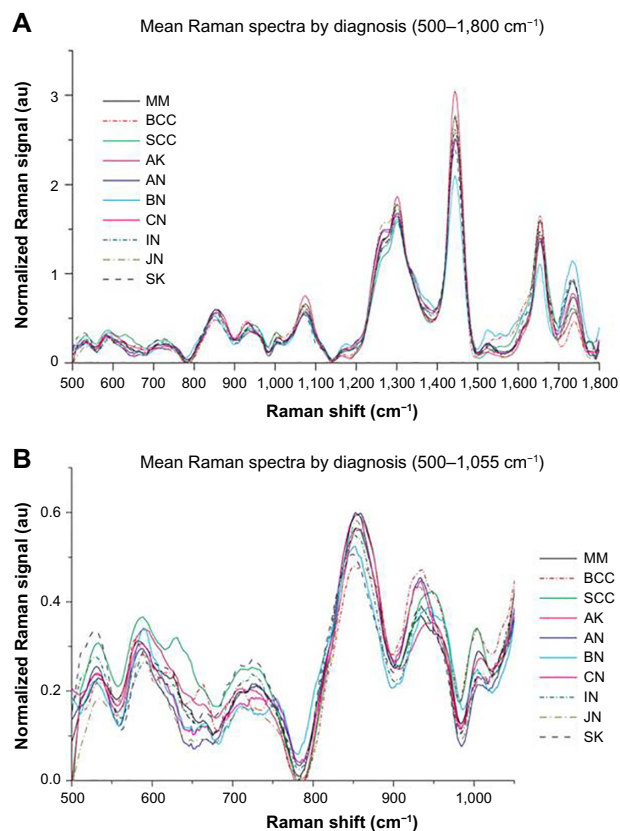 A
Mean Raman spectra by diagnosis (500–1,800 cm⁻¹)
Normalized Raman signal (au)
3
2
1
0
MM
BCC
SCC
AK
AN
BN
CN
IN
JN
SK
500 600 700 800 900 1,000 1,100 1,200 1,300 1,400 1,500 1,600 1,700 1,800
Raman shift (cm⁻¹)
B
Mean Raman spectra by diagnosis (500–1,055 cm⁻¹)
Normalized Raman signal (au)
0.6
0.4
0.2
0.0
MM
BCC
SCC
AK
AN
BN
CN
IN
JN
SK
500 600 700 800 900 1,000
Raman shift (cm⁻¹)